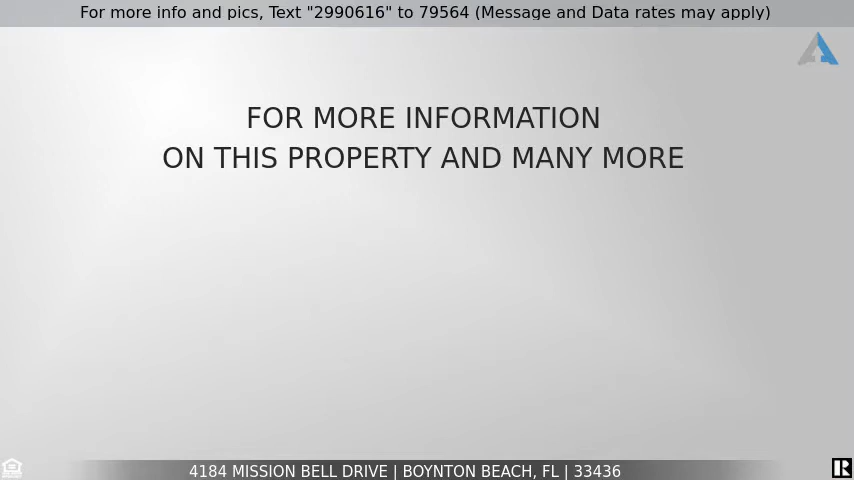 For more info and pics, Text "2990616" to 79564 (Message and Data rates may apply)
FOR MORE INFORMATION
ON THIS PROPERTY AND MANY MORE
4184 MISSION BELL DRIVE | BOYNTON BEACH, FL | 33436